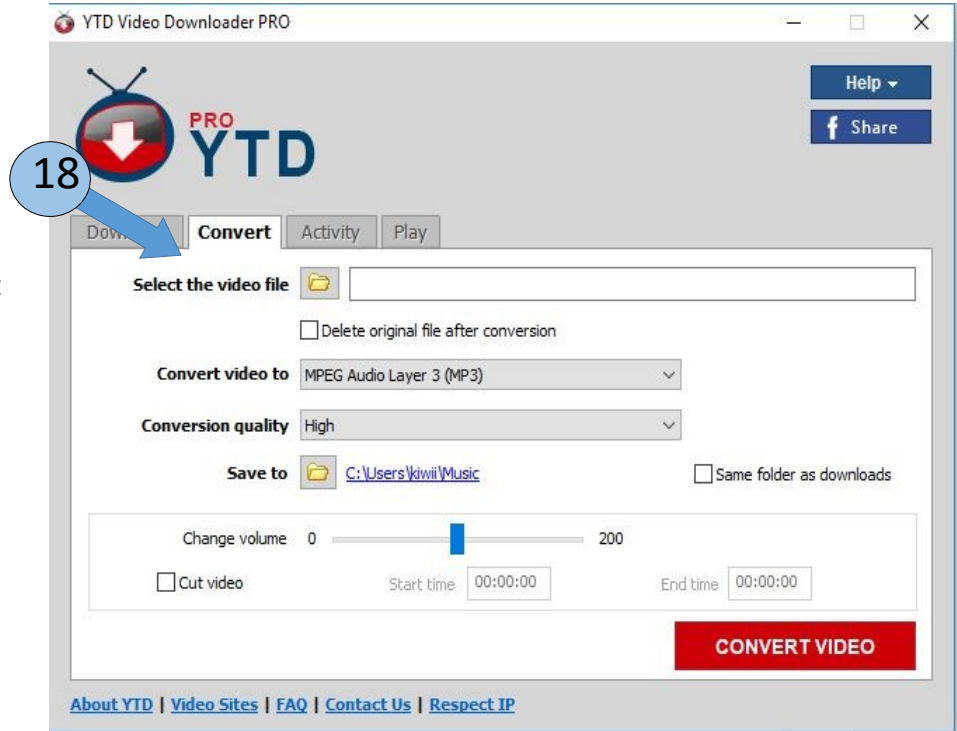 YTD Video Downloader PRO
Help
PRO
YTD
f Share
18
Convert Activity Play
Select the video file
Delete original file after conversion
Convert video to MPEG Audio Layer 3 (MP3)
Conversion quality High
Save to C:\Users\kiwii\Music Same folder as downloads
Change volume 0 200
Cut video Start time 00:00:00 End time 00:00:00
CONVERT VIDEO
About YTD | Video Sites | FAQ | Contact Us | Respect IP